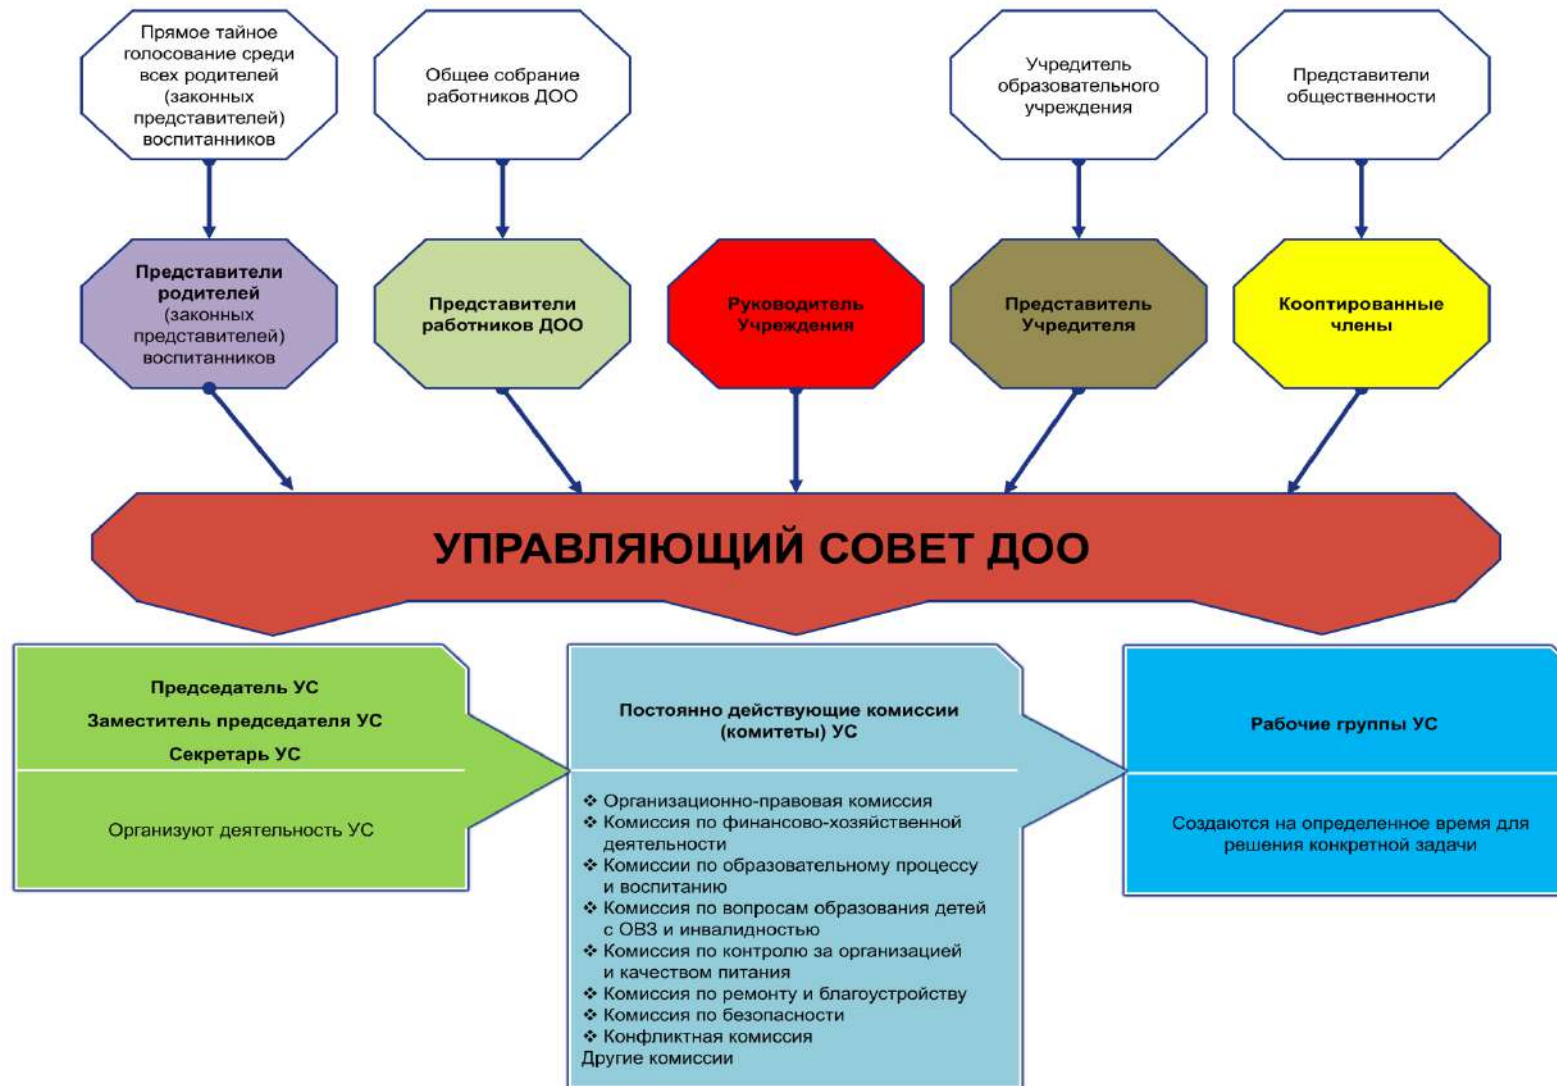 Прямое тайное
голосование среди
всех родителей
(законных
представителей)
воспитанников
Общее собрание
работников ДОО
Учредитель
образовательного
учреждения
Представители
общественности
Представители
родителей
(законных
представителей)
воспитанников
Представители
работников ДОО
Руководитель
Учреждения
Представитель
Учредителя
Кооптированные
члены
УПРАВЛЯЮЩИЙ СОВЕТ ДОО
Председатель УС
Заместитель председателя УС
Секретарь УС
Организуют деятельность УС
Постоянно действующие комиссии
(комитеты) УС
❖ Организационно-правовая комиссия
❖ Комиссия по финансово-хозяйственной
деятельности
❖ Комиссии по образовательному процессу
и воспитанию
❖ Комиссия по вопросам образования детей
с ОВЗ и инвалидностью
❖ Комиссия по контролю за организацией
и качеством питания
❖ Комиссия по ремонту и благоустройству
❖ Комиссия по безопасности
❖ Конфликтная комиссия
Другие комиссии
Рабочие группы УС
Создаются на определенное время для
решения конкретной задачи